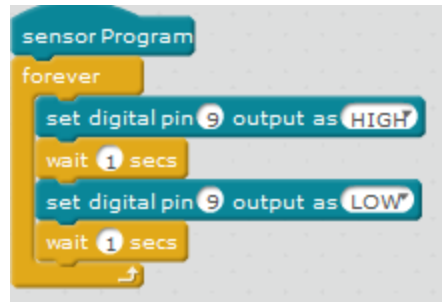 sensor Program
forever
set digital pin 9 output as HIGH
wait 1 secs
set digital pin 9 output as LOW
wait 1 secs